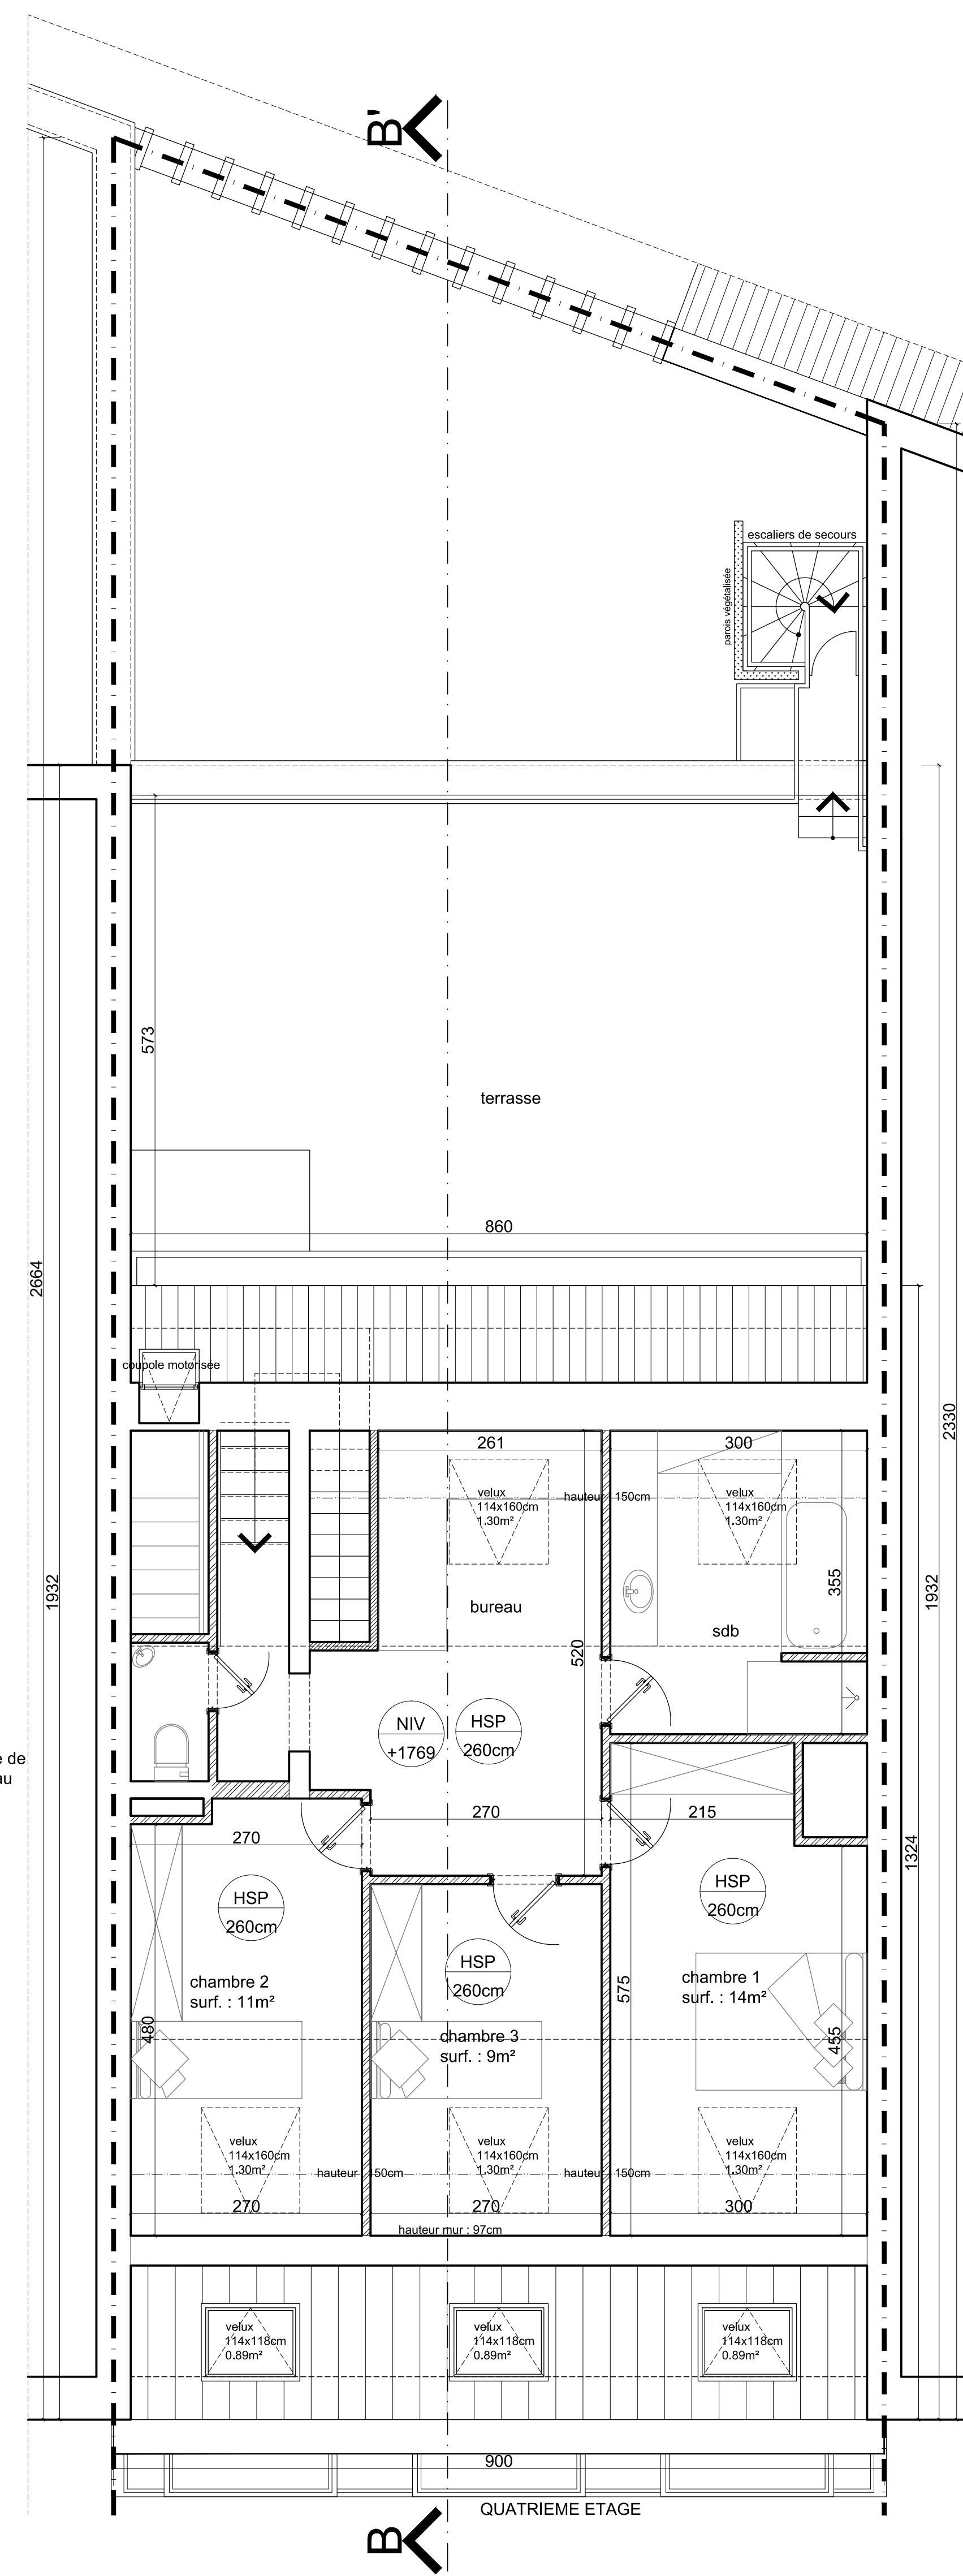 B'
escaliers de secours
parois végétalisée
573
terrasse
860
2664
coupole motorisée
2330
261
300
velux
114x160cm
1.30m²
hauteur 150cm
velux
114x160cm
1.30m²
1932
bureau
355
1932
sdb
520
NIV
+1769
HSP
260cm
de
au
270
270
215
1324
HSP
260cm
HSP
260cm
HSP
260cm
chambre 2
surf. : 11m²
chambre 1
surf. : 14m²
575
480
chambre 3
surf. : 9m²
455
velux
114x160cm
1.30m²
velux
114x160cm
1.30m²
velux
114x160cm
1.30m²
hauteur 150cm
hauteur 150cm
270
270
300
hauteur mur : 97cm
velux
114x118cm
0.89m²
velux
114x118cm
0.89m²
velux
114x118cm
0.89m²
900
QUATRIEME ETAGE
B